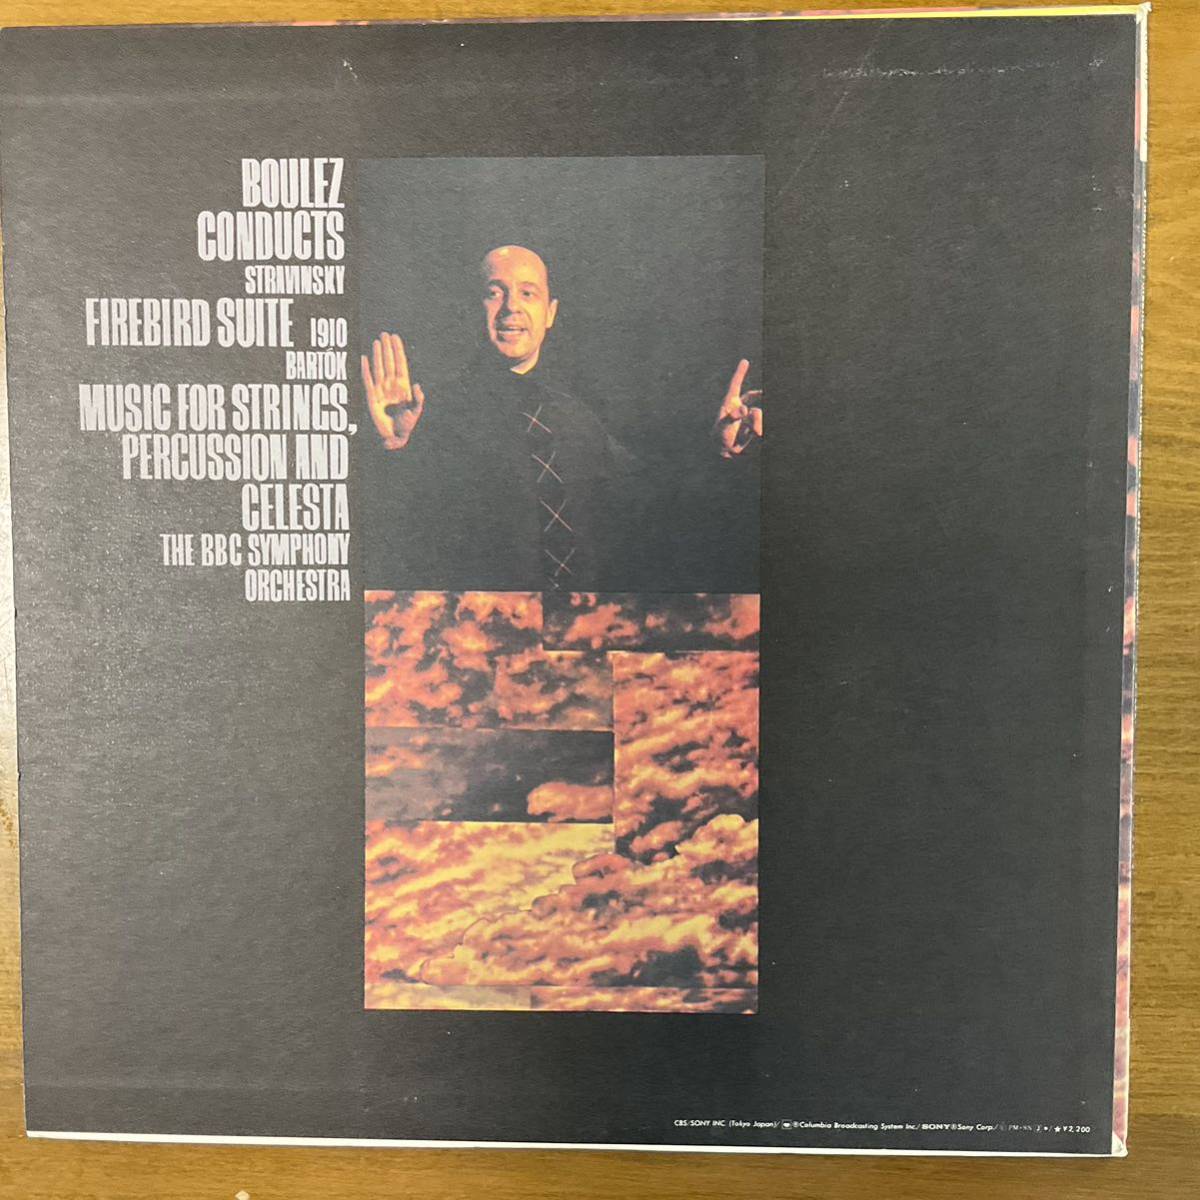 BOULEZ
CONDUCTS
STRAVINSKY
FIREBIRD SUITE 1910
BARTÓK
MUSIC FOR STRINGS,
PERCUSSION AND
CELESTA
THE BBC SYMPHONY
ORCHESTRA
CBS/SONY INC (Tokyo Japan)/ ®Columbia Broadcasting System Inc./ SONY®Sony Corp./ ★ ¥2,200